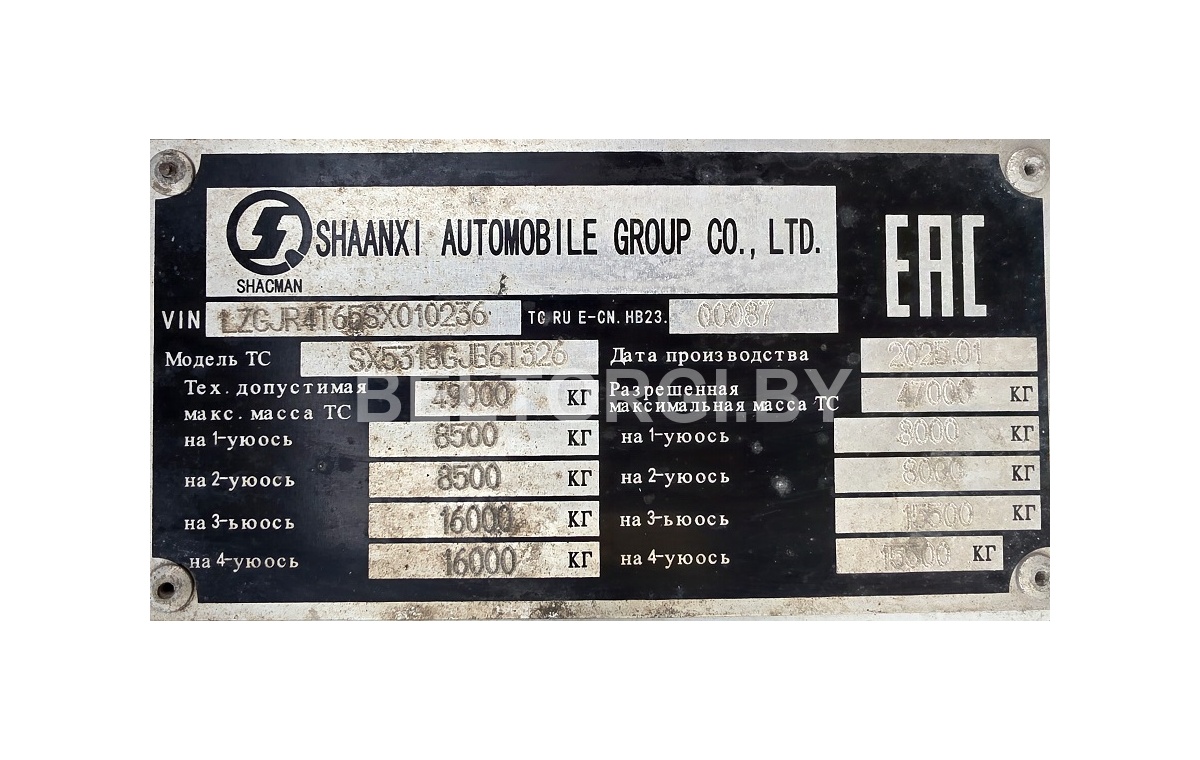 SHAANXI AUTOMOBILE GROUP CO., LTD.
SHACMAN
EAC
VIN LZGJR4T65SX010236 TC RU E-CN. HB23. 00087
Модель ТС SX5318GJB6T326 Дата производства 2025.01
Тех. допустимая макс. масса ТС 49000 КГ Разрешенная максимальная масса ТС 47000 КГ
BELTOROI.BY
на 1-уюось 8500 КГ на 1-уюось 8000 КГ
на 2-уюось 8500 КГ на 2-уюось 8000 КГ
на 3-ьюось 16000 КГ на 3-ьюось 15500 КГ
на 4-уюось 16000 КГ на 4-уюось 15500 КГ